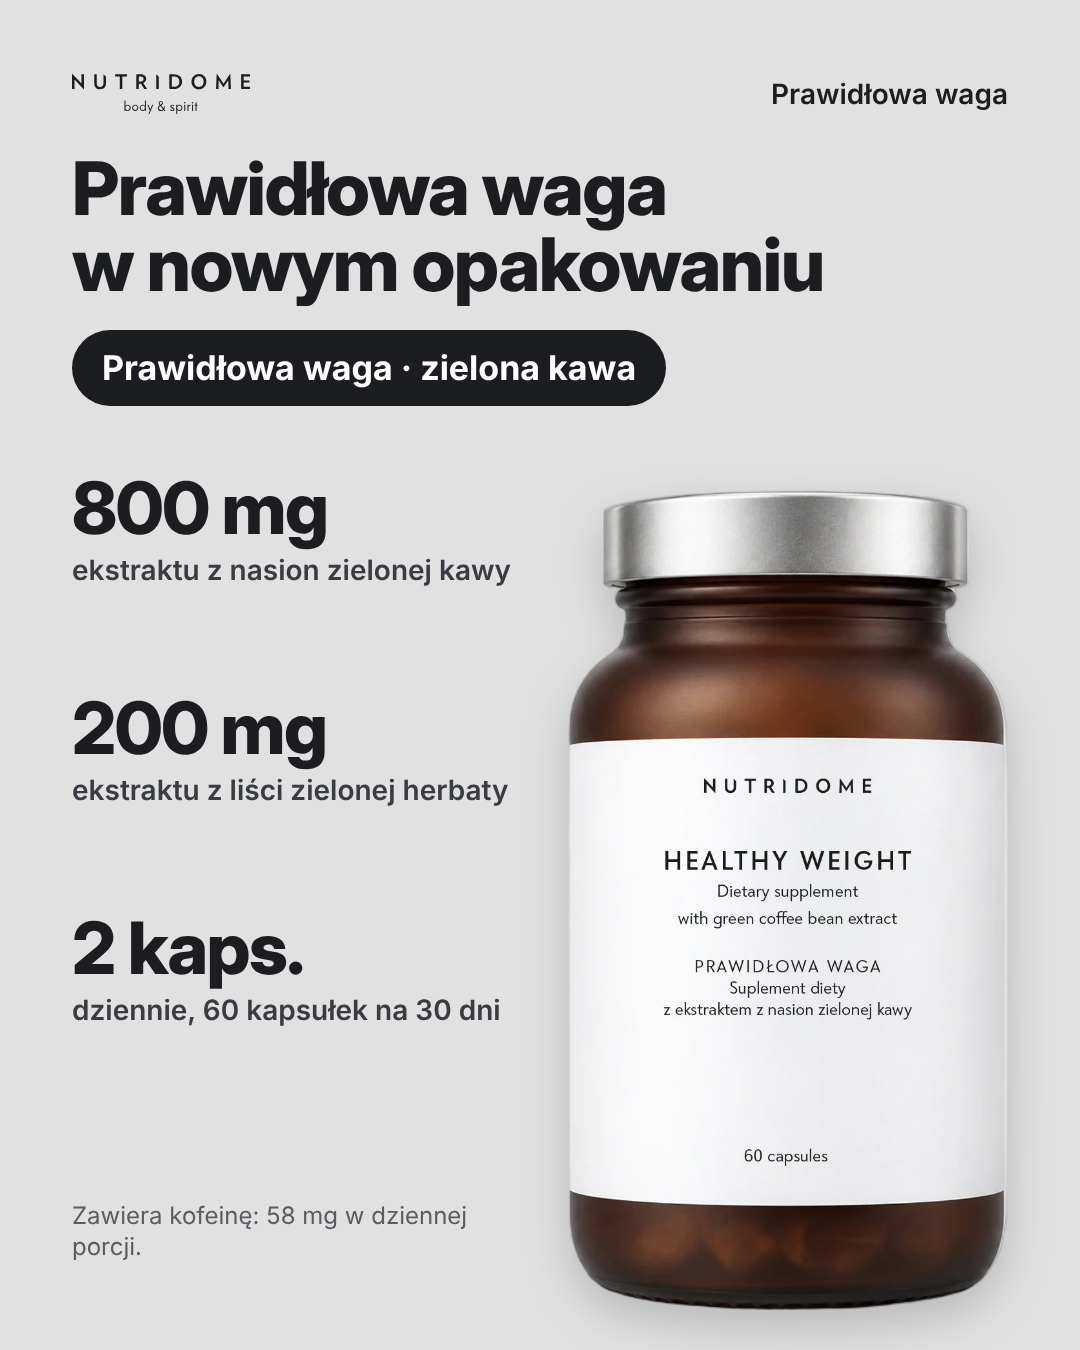 NUTRIDOME
body & spirit
Prawidłowa waga
Prawidłowa waga
w nowym opakowaniu
Prawidłowa waga · zielona kawa
800 mg
ekstraktu z nasion zielonej kawy
200 mg
ekstraktu z liści zielonej herbaty
2 kaps.
dziennie, 60 kapsułek na 30 dni
Zawiera kofeinę: 58 mg w dziennej
porcji.
NUTRIDOME
HEALTHY WEIGHT
Dietary supplement
with green coffee bean extract
PRAWIDŁOWA WAGA
Suplement diety
z ekstraktem z nasion zielonej kawy
60 capsules